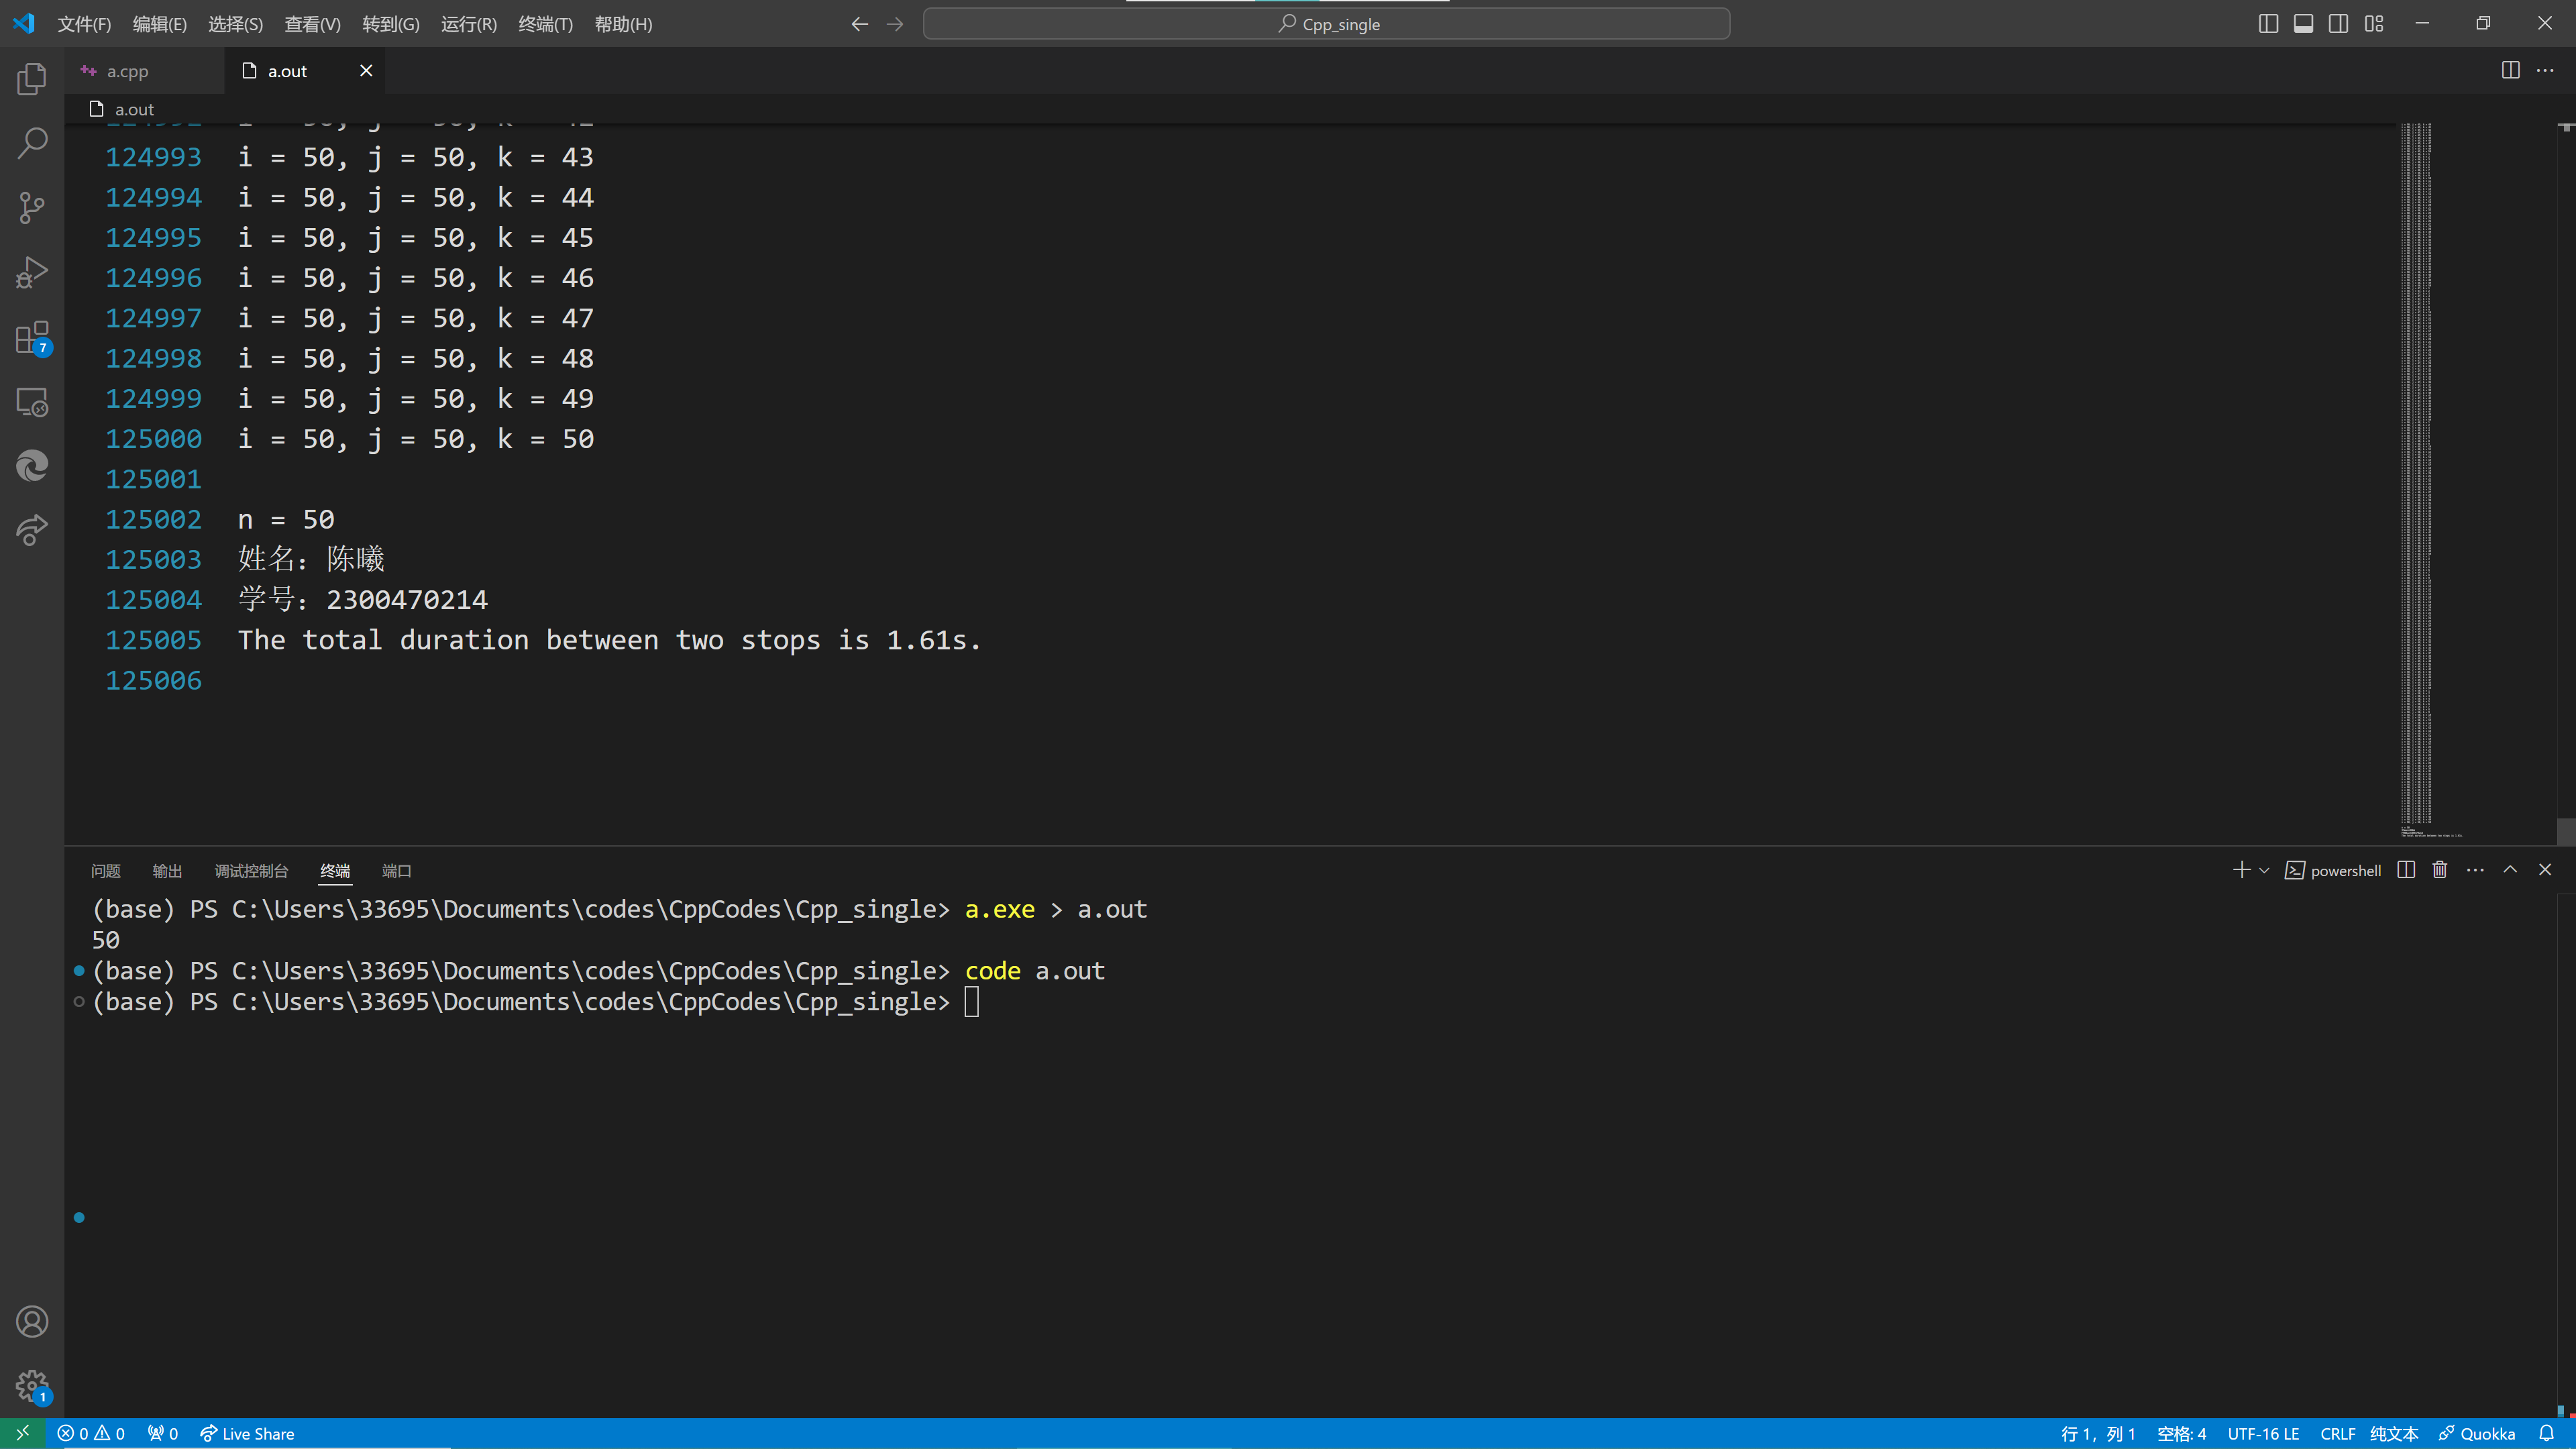 文件(F) 编辑(E) 选择(S) 查看(V) 转到(G) 运行(R) 终端(T) 帮助(H) Cpp_single
a.cpp a.out
a.out
124993 i = 50, j = 50, k = 43
124994 i = 50, j = 50, k = 44
124995 i = 50, j = 50, k = 45
124996 i = 50, j = 50, k = 46
124997 i = 50, j = 50, k = 47
124998 i = 50, j = 50, k = 48
124999 i = 50, j = 50, k = 49
125000 i = 50, j = 50, k = 50
125001
125002 n = 50
125003 姓名：陈曦
125004 学号：2300470214
125005 The total duration between two stops is 1.61s.
125006
7
问题 输出 调试控制台 终端 端口 powershell
(base) PS C:\Users\33695\Documents\codes\CppCodes\Cpp_single> a.exe > a.out
50
(base) PS C:\Users\33695\Documents\codes\CppCodes\Cpp_single> code a.out
(base) PS C:\Users\33695\Documents\codes\CppCodes\Cpp_single>
1
0 0 0 Live Share 行 1，列 1 空格: 4 UTF-16 LE CRLF 纯文本 Quokka